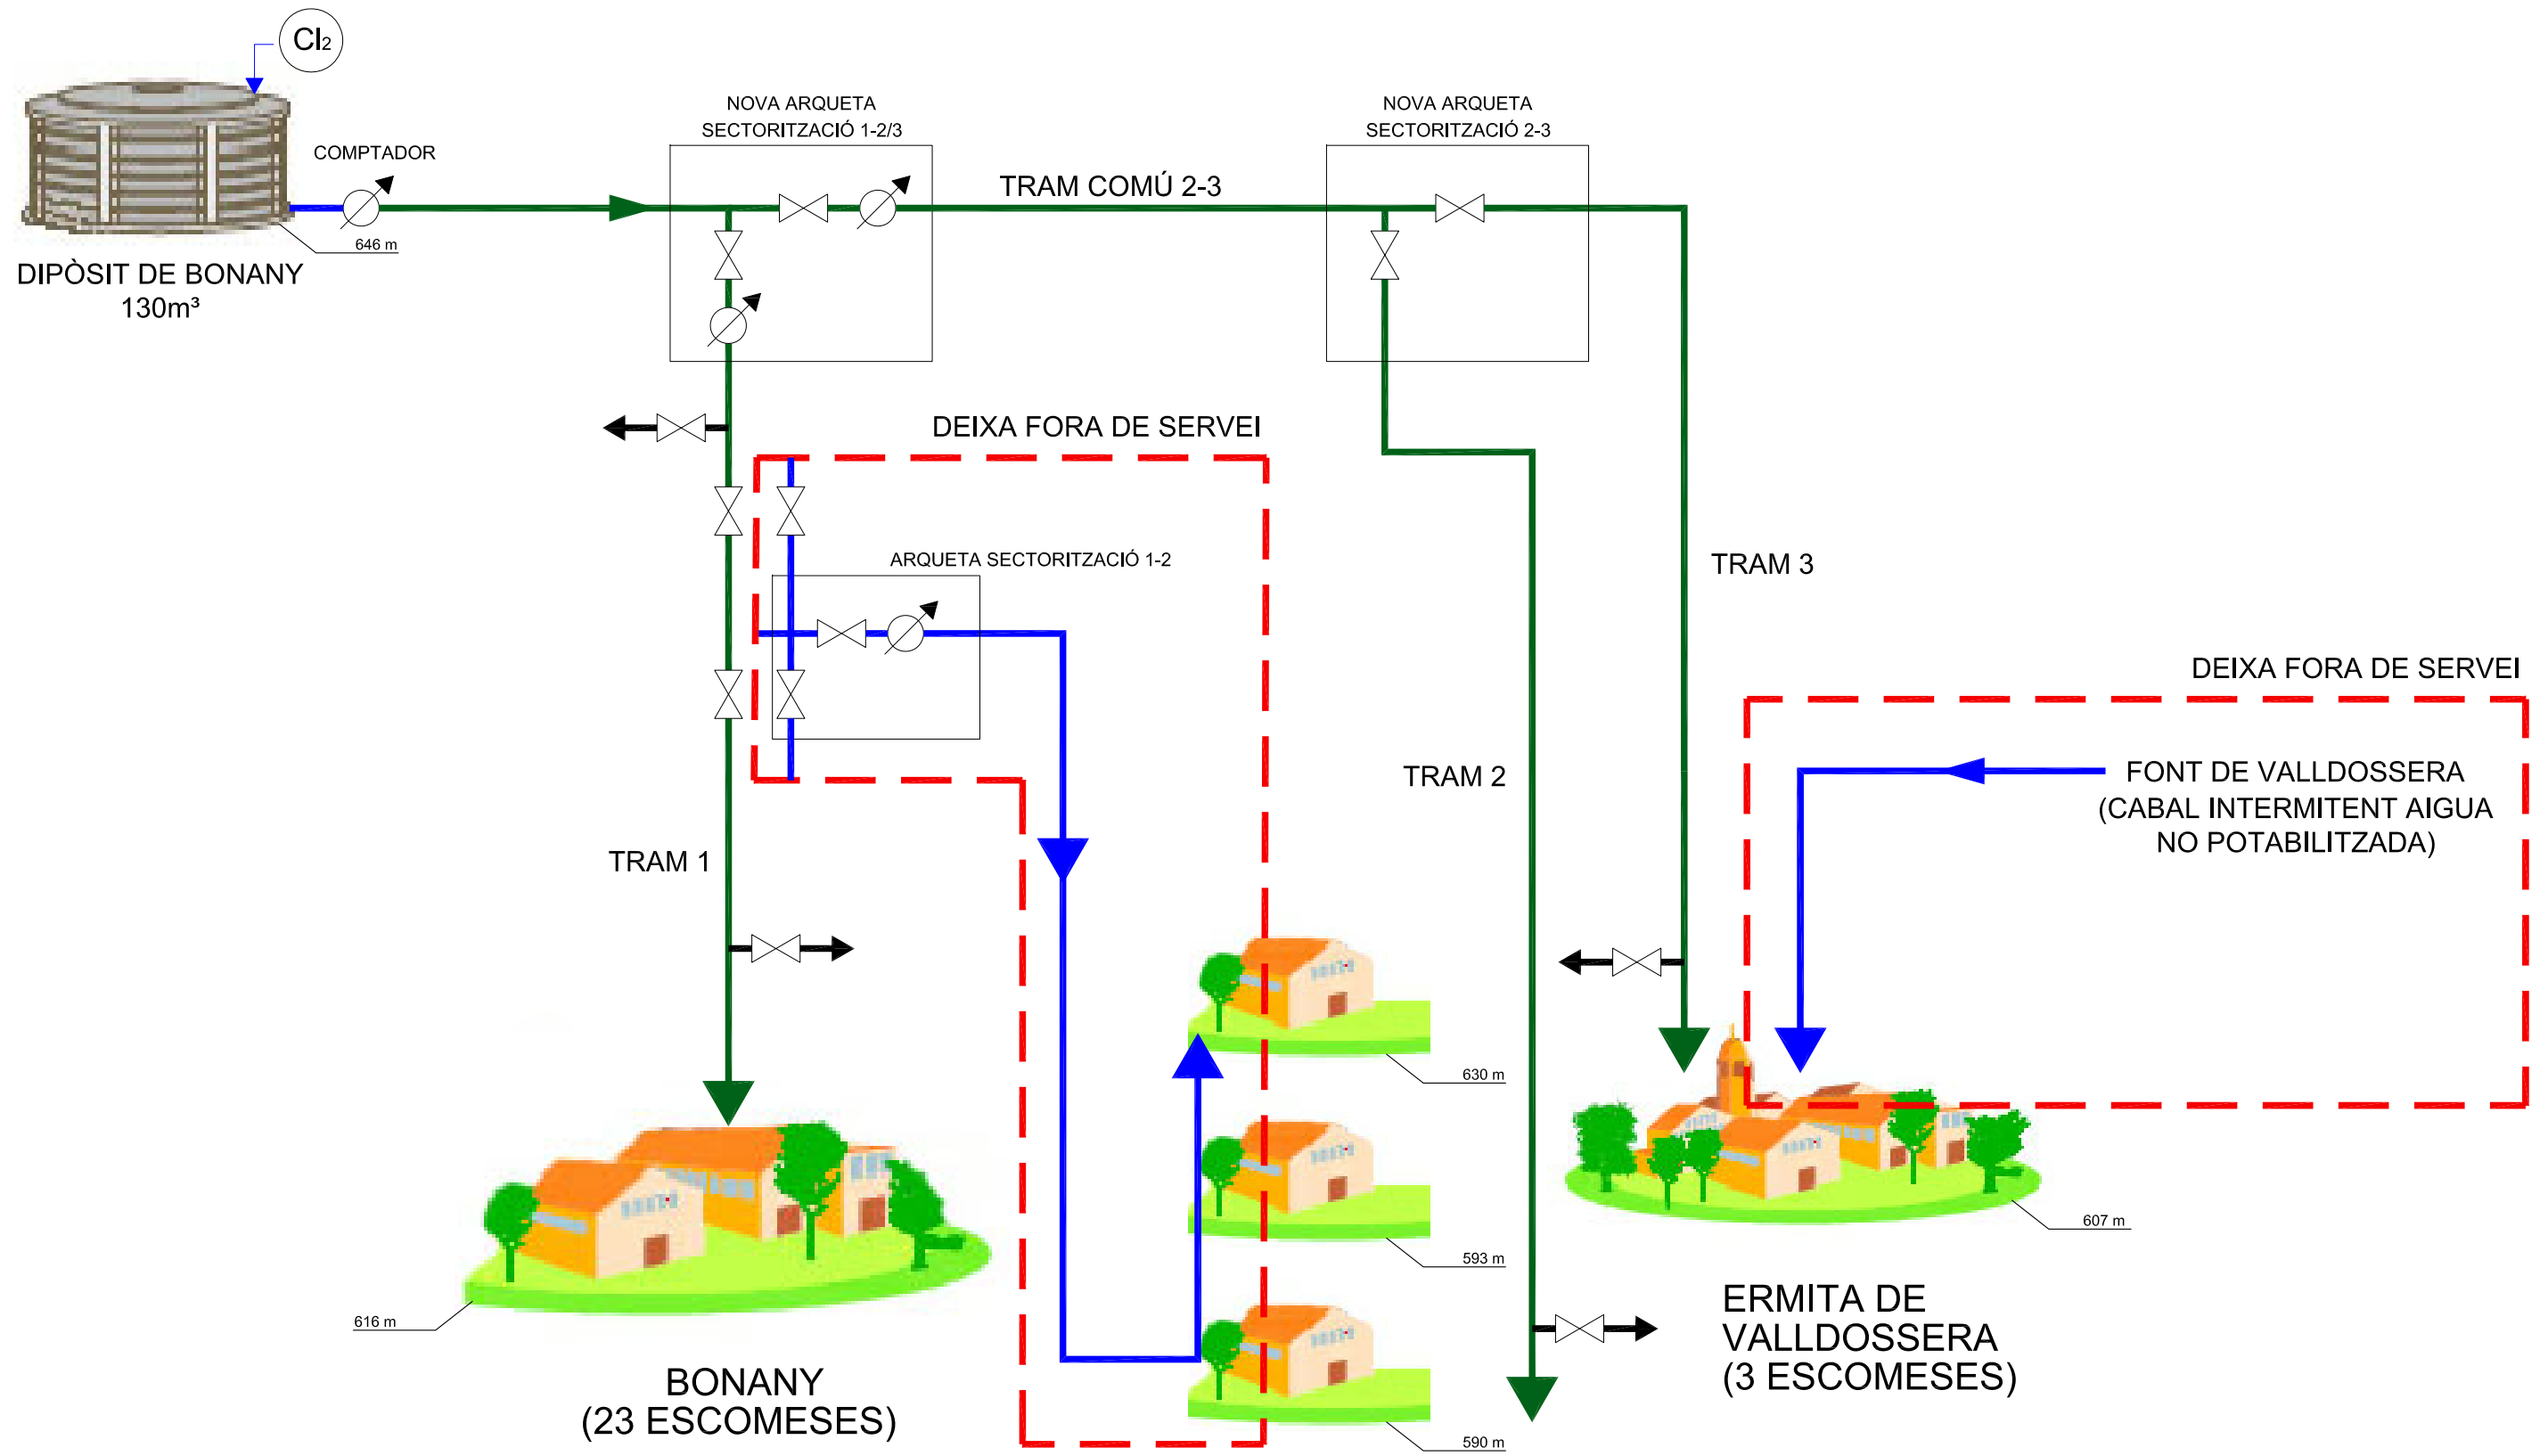 Cl₂
NOVA ARQUETA
SECTORITZACIÓ 1-2/3
NOVA ARQUETA
SECTORITZACIÓ 2-3
COMPTADOR
TRAM COMÚ 2-3
646 m
DIPÒSIT DE BONANY
130m³
DEIXA FORA DE SERVEI
ARQUETA SECTORITZACIÓ 1-2
TRAM 3
DEIXA FORA DE SERVEI
TRAM 2
FONT DE VALLDOSSERA
(CABAL INTERMITENT AIGUA
NO POTABILITZADA)
TRAM 1
630 m
607 m
593 m
616 m
ERMITA DE
VALLDOSSERA
(3 ESCOMESES)
BONANY
(23 ESCOMESES)
590 m